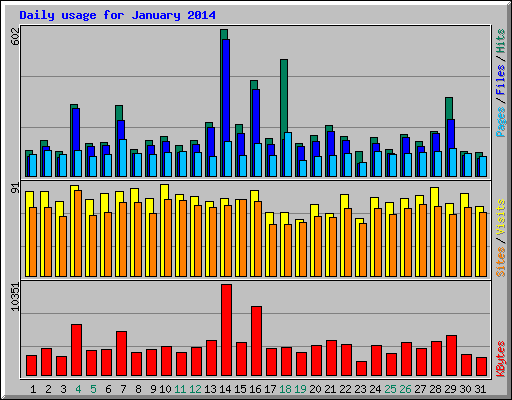 Daily usage for January 2014
602
Pages / Files / Hits
91
Sites / Visits
10351
KBytes
1 2 3 4 5 6 7 8 9 10 11 12 13 14 15 16 17 18 19 20 21 22 23 24 25 26 27 28 29 30 31